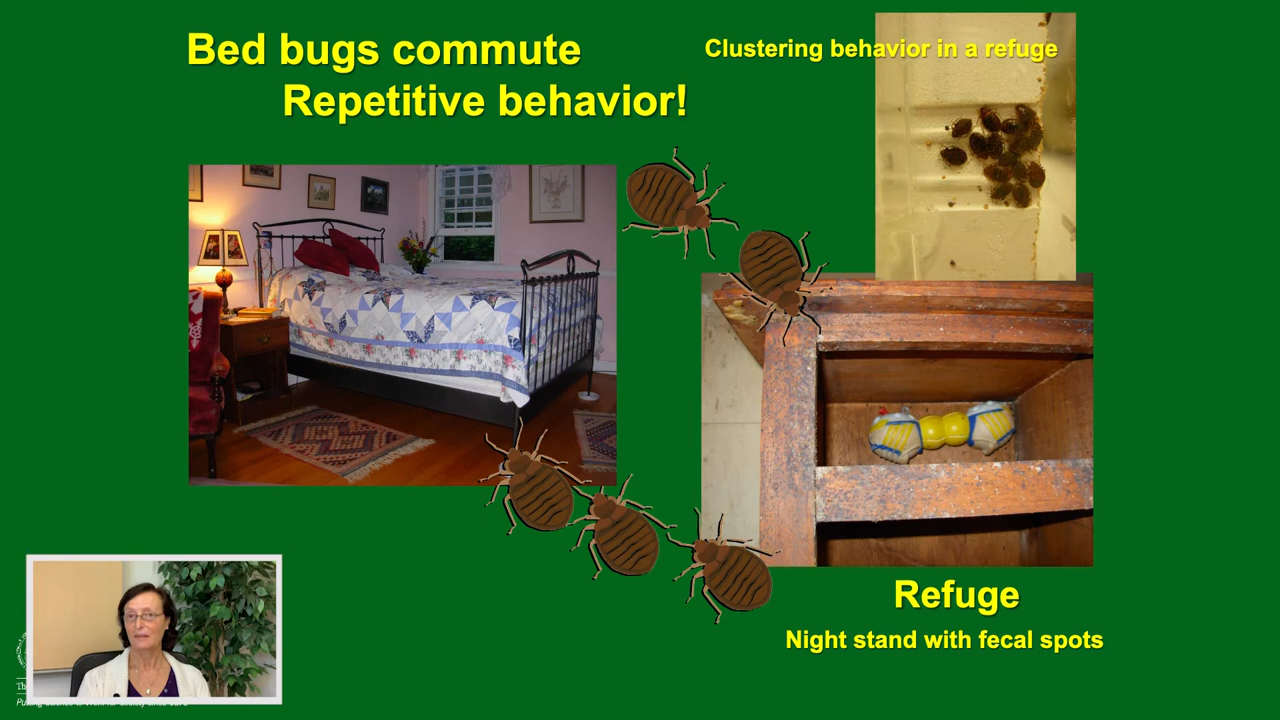 Bed bugs commute
Repetitive behavior!
Clustering behavior in a refuge
Refuge
Night stand with fecal spots